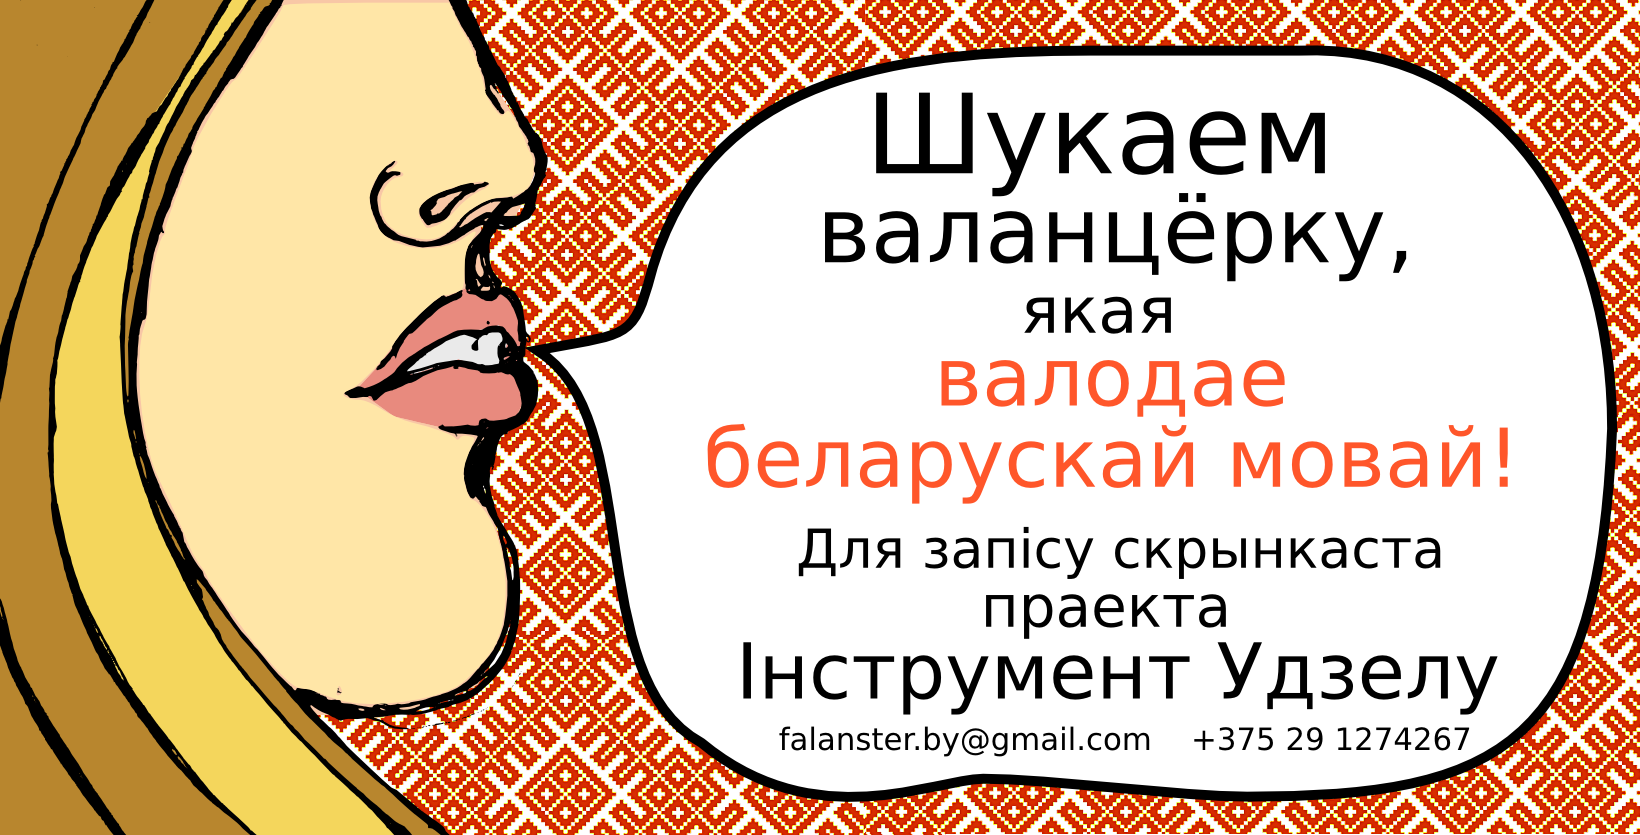 Шукаем
валанцёрку,
якая
валодае
беларускай мовай!
Для запісу скрынкаста
праекта
Інструмент Удзелу
falanster.by@gmail.com +375 29 1274267